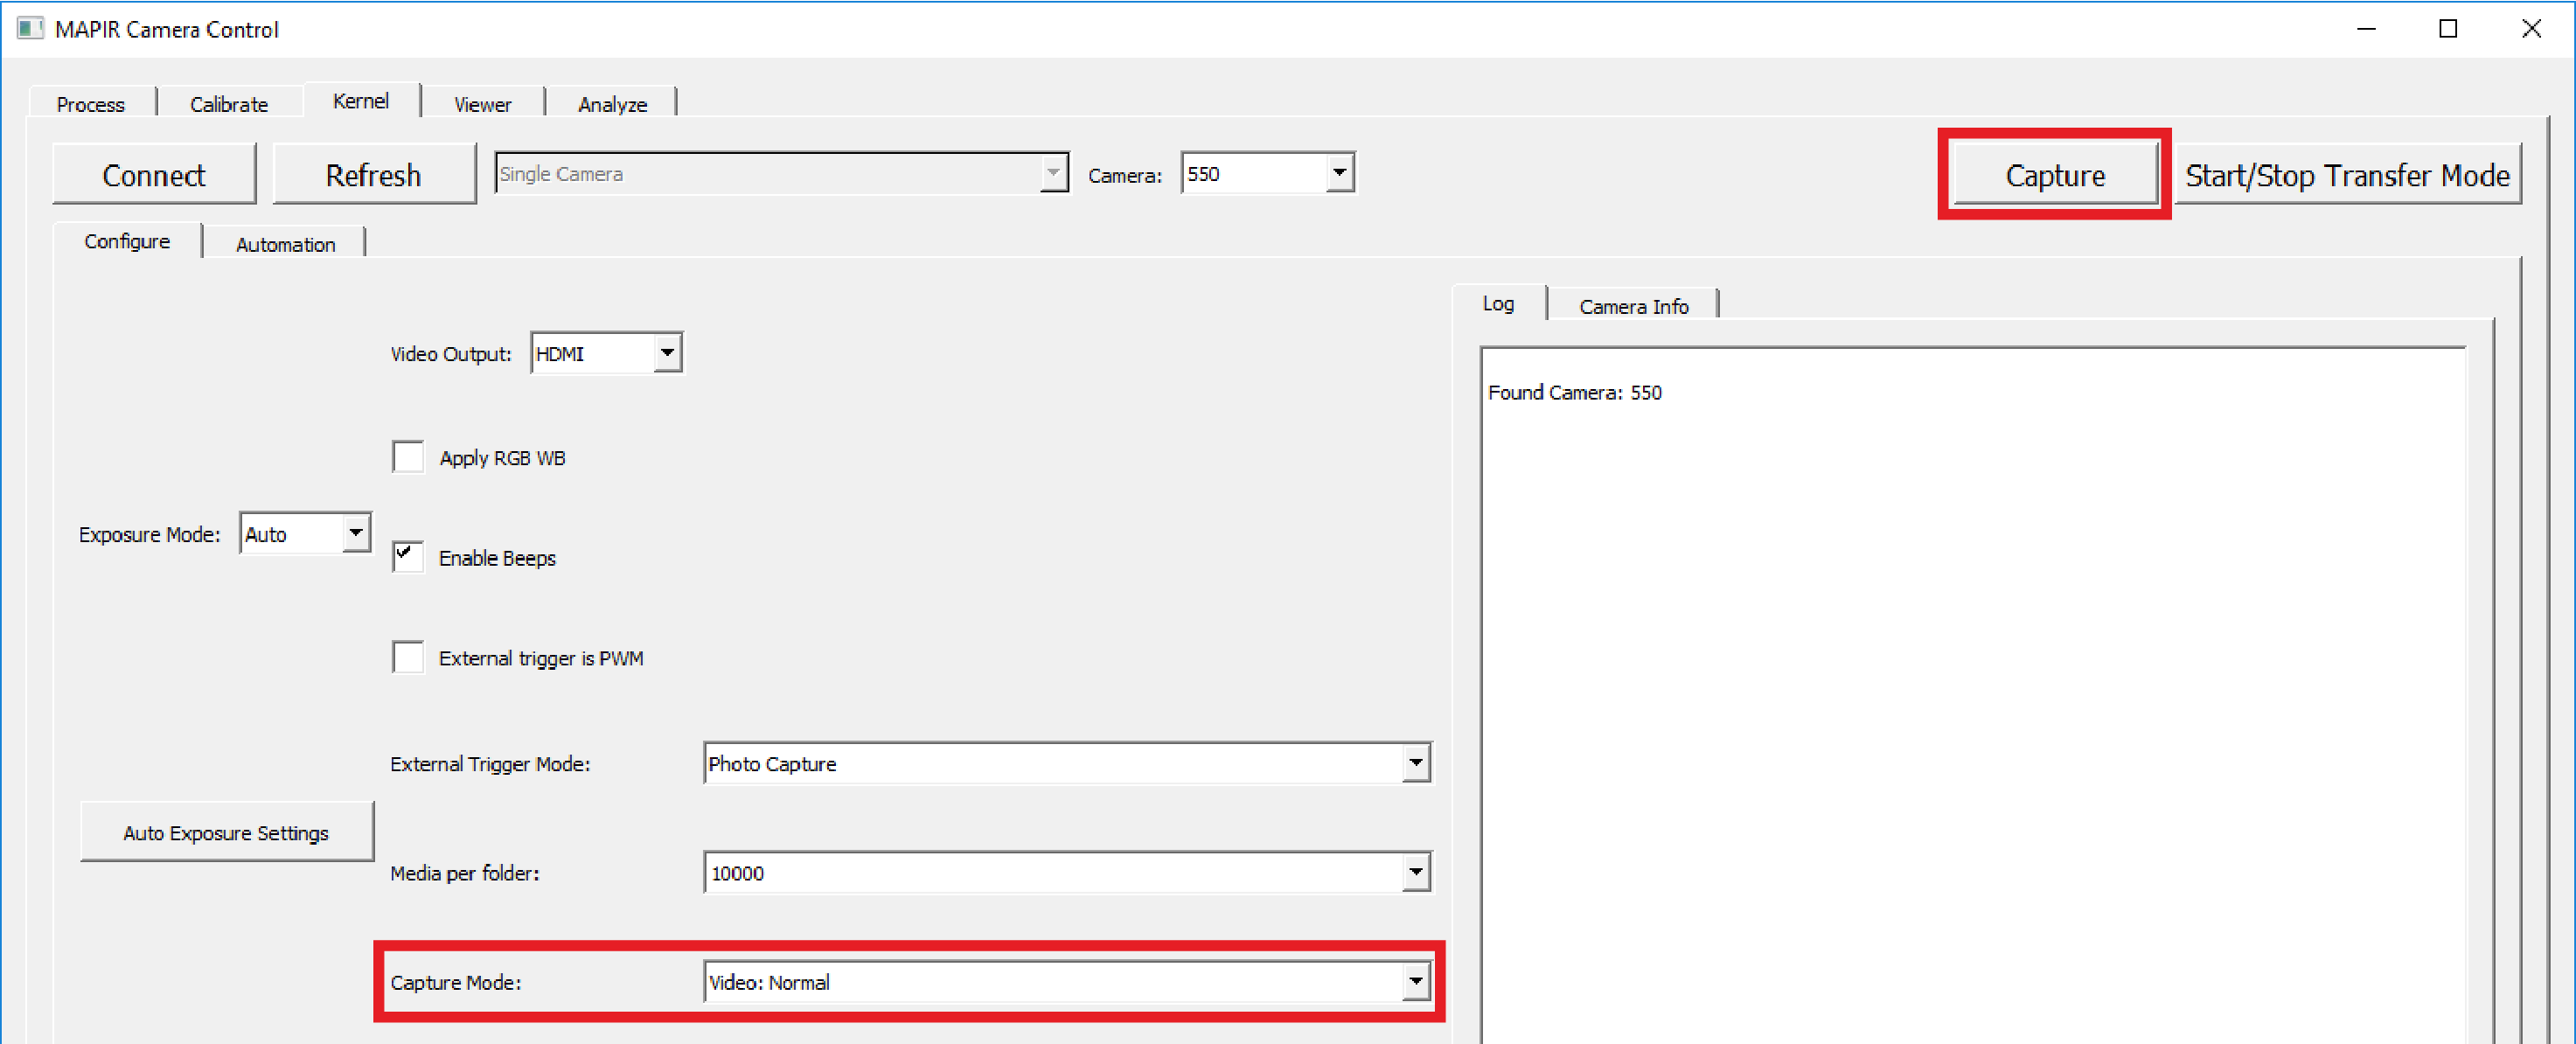 MAPIR Camera Control
Process Calibrate Kernel Viewer Analyze
Connect Refresh Single Camera Camera: 550 Capture Start/Stop Transfer Mode
Configure Automation
Log Camera Info
Video Output: HDMI
Found Camera: 550
Apply RGB WB
Exposure Mode: Auto
Enable Beeps
External trigger is PWM
External Trigger Mode: Photo Capture
Auto Exposure Settings
Media per folder: 10000
Capture Mode: Video: Normal